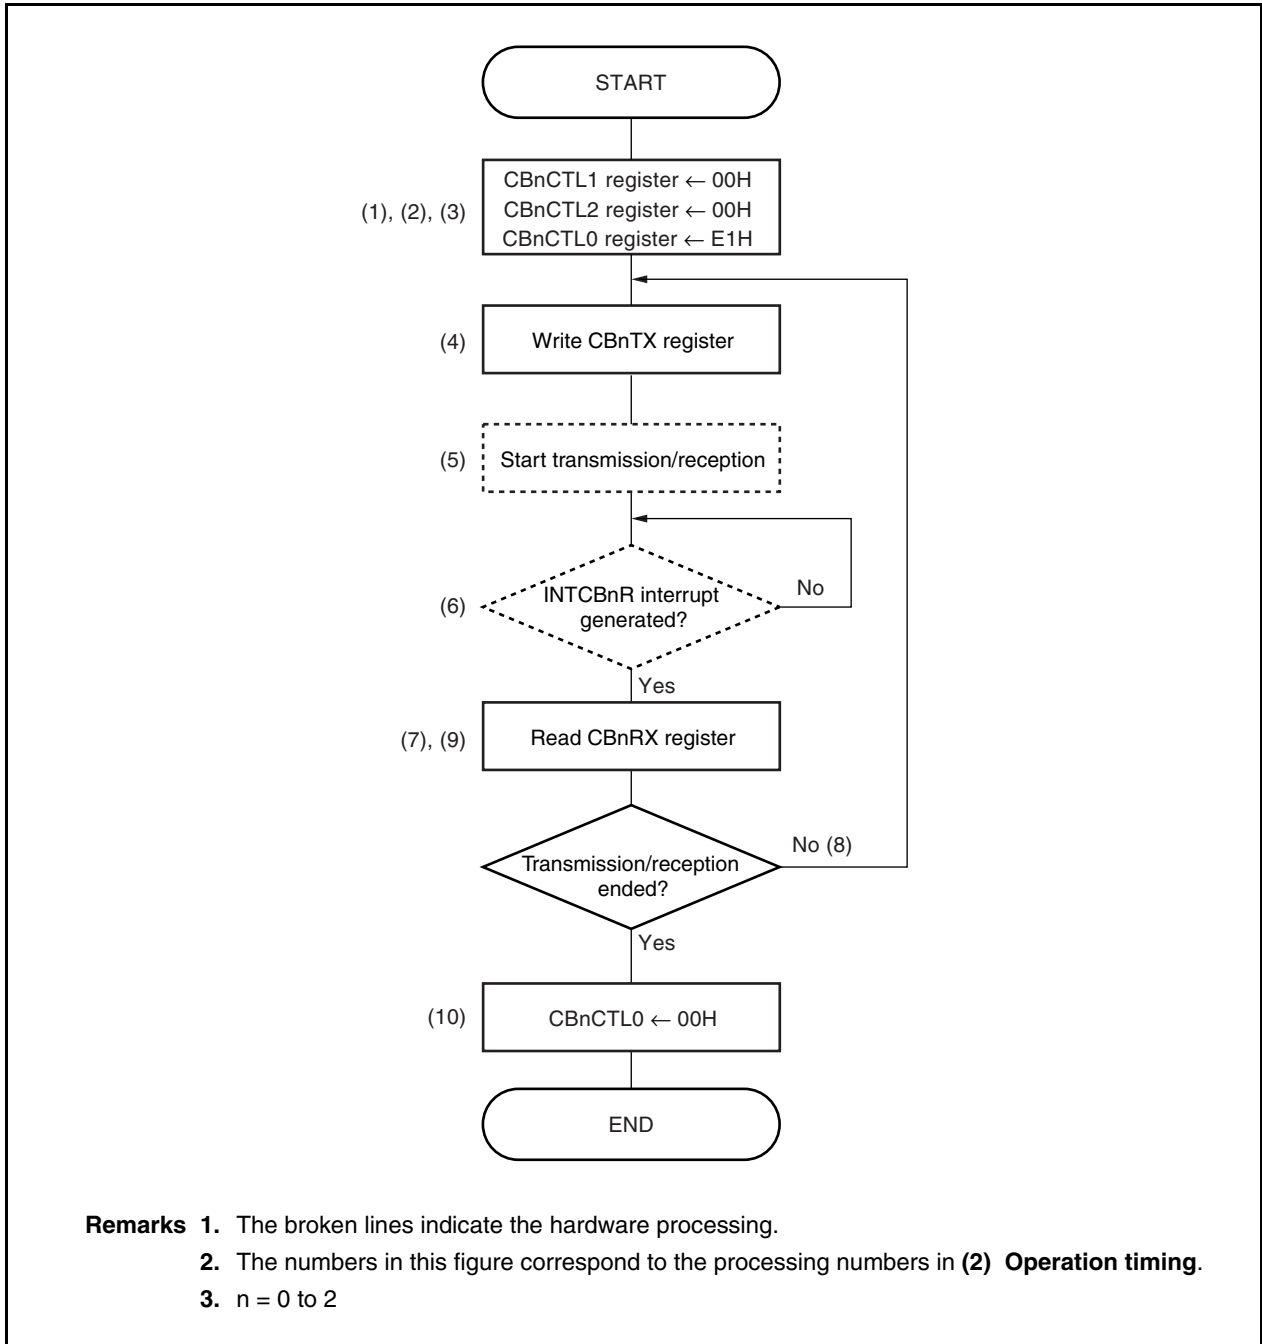 START
CBnCTL1 register ← 00H
(1), (2), (3)
CBnCTL2 register ← 00H
CBnCTL0 register ← E1H
(4)
Write CBnTX register
(5)
Start transmission/reception
INTCBnR interrupt
No
(6)
generated?
Yes
(7), (9)
Read CBnRX register
No (8)
Transmission/reception
ended?
Yes
(10)
CBnCTL0 ← 00H
END
Remarks 1. The broken lines indicate the hardware processing.
2. The numbers in this figure correspond to the processing numbers in (2) Operation timing.
3. n = 0 to 2